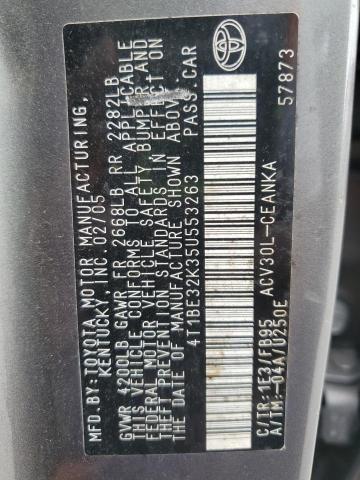 MFD.BY:TOYOTA MOTOR MANUFACTURING,
KENTUCKY,INC.02/05
GVWR 4200LB GAWR FR 2668LB RR 2282LB
THIS VEHICLE CONFORMS TO ALL APPLICABLE
FEDERAL MOTOR VEHICLE SAFETY BUMPER,AND
THEFT PREVENTION STANDARDS IN EFFECT ON
THE DATE OF MANUFACTURE SHOWN ABOVE.
4T1BE32K35U553263 PASS CAR
C/TR:1E3/FB95 ACV30L-CEANKA
A/TM:-04A/U250E 57873